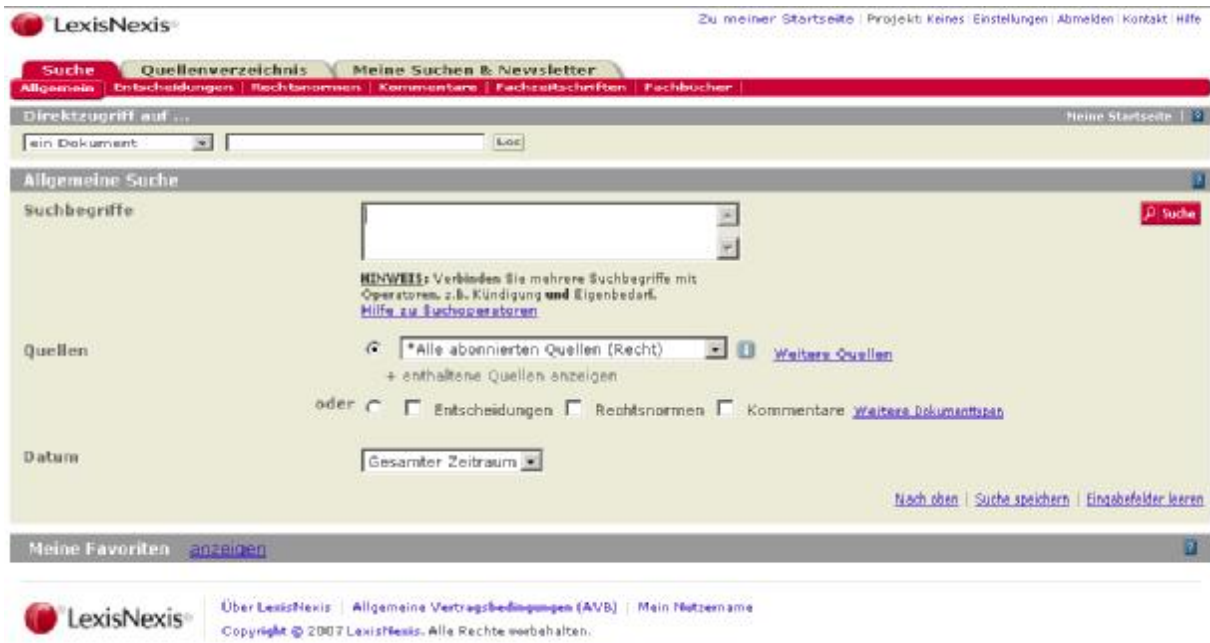 LexisNexis®
Zu meiner Startseite | Projekt: Keines | Einstellungen | Abmelden | Kontakt | Hilfe
Suche Quellenverzeichnis Meine Suchen & Newsletter
Allgemein | Entscheidungen | Rechtsnormen | Kommentare | Fachzeitschriften | Fachbücher |
Direktzugriff auf ... Meine Startseite | ?
ein Dokument Los
Allgemeine Suche ?
Suchbegriffe Suche
HINWEIS: Verbinden Sie mehrere Suchbegriffe mit
Operatoren, z.B. Kündigung und Eigenbedarf.
Hilfe zu Suchoperatoren
Quellen *Alle abonnierten Quellen (Recht) i Weitere Quellen
+ enthaltene Quellen anzeigen
oder Entscheidungen Rechtsnormen Kommentare Weitere Dokumenttypen
Datum Gesamter Zeitraum
Nach oben | Suche speichern | Eingabefelder leeren
Meine Favoriten anzeigen ?
LexisNexis®
Über LexisNexis | Allgemeine Vertragsbedingungen (AVB) | Mein Nutzername
Copyright © 2007 LexisNexis. Alle Rechte vorbehalten.